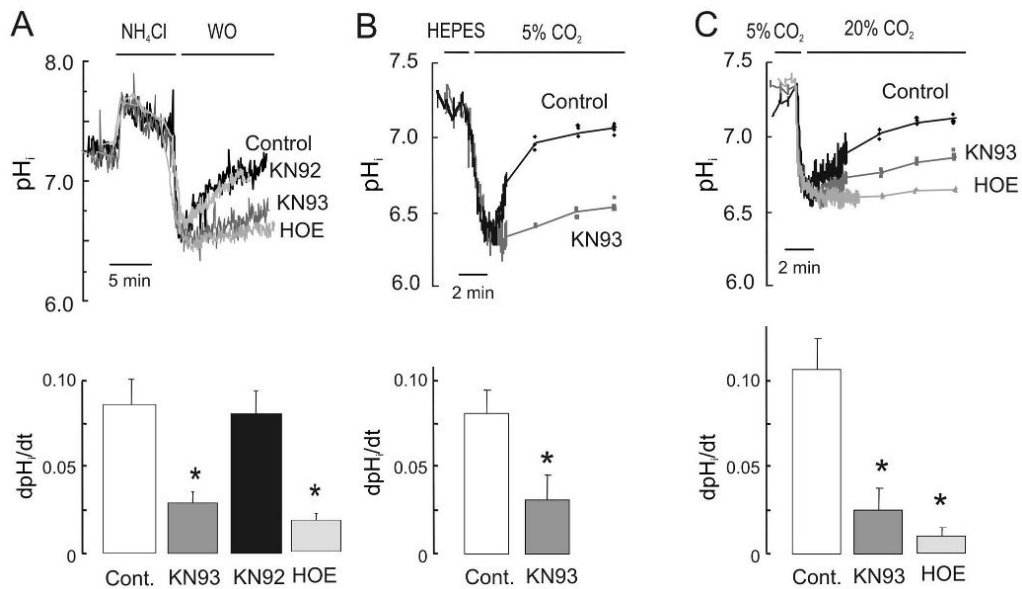 A
NH₄Cl WO
8.0
7.0
6.0
pHᵢ
Control
KN92
KN93
HOE
5 min
B
HEPES 5% CO₂
7.5
7.0
6.5
6.0
pHᵢ
Control
KN93
2 min
C
5% CO₂ 20% CO₂
7.5
7.0
6.5
6.0
pHᵢ
Control
KN93
HOE
2 min
0.10
0.05
0
dpHᵢ/dt
* *
Cont. KN93 KN92 HOE
0.10
0.05
0
dpHᵢ/dt
*
Cont. KN93
0.10
0.05
0
dpHᵢ/dt
* *
Cont. KN93 HOE